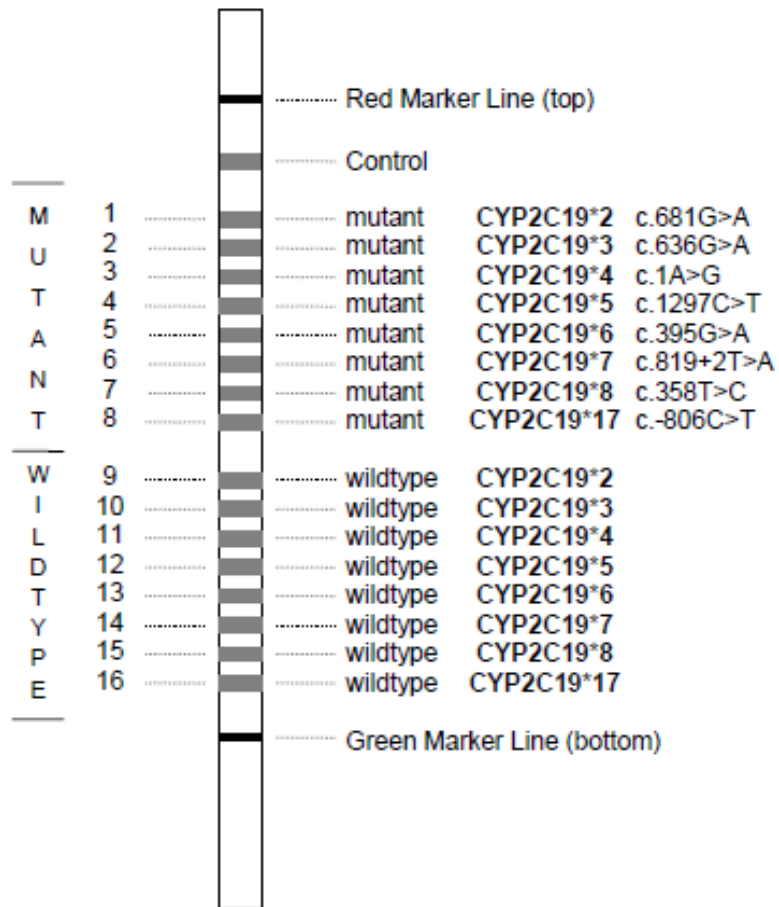 Red Marker Line (top)
Control
M U T A N T
1 mutant CYP2C19*2 c.681G>A
2 mutant CYP2C19*3 c.636G>A
3 mutant CYP2C19*4 c.1A>G
4 mutant CYP2C19*5 c.1297C>T
5 mutant CYP2C19*6 c.395G>A
6 mutant CYP2C19*7 c.819+2T>A
7 mutant CYP2C19*8 c.358T>C
8 mutant CYP2C19*17 c.-806C>T
W I L D T Y P E
9 wildtype CYP2C19*2
10 wildtype CYP2C19*3
11 wildtype CYP2C19*4
12 wildtype CYP2C19*5
13 wildtype CYP2C19*6
14 wildtype CYP2C19*7
15 wildtype CYP2C19*8
16 wildtype CYP2C19*17
Green Marker Line (bottom)